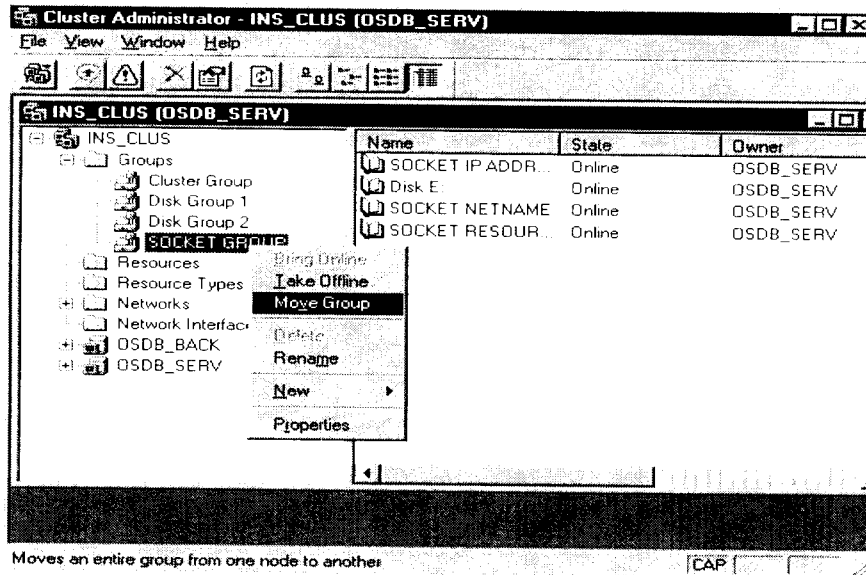 Cluster Administrator - INS_CLUS (OSDB_SERV)
File View Window Help
INS_CLUS (OSDB_SERV)
INS_CLUS
Groups
Cluster Group
Disk Group 1
Disk Group 2
SOCKET GROUP
Resources
Resource Types
Networks
Network Interfac
OSDB_BACK
OSDB_SERV
Bring Online
Take Offline
Move Group
Delete
Rename
New
Properties
Name State Owner
SOCKET IP ADDR... Online OSDB_SERV
Disk E: Online OSDB_SERV
SOCKET NETNAME Online OSDB_SERV
SOCKET RESOUR... Online OSDB_SERV
Moves an entire group from one node to another
CAP